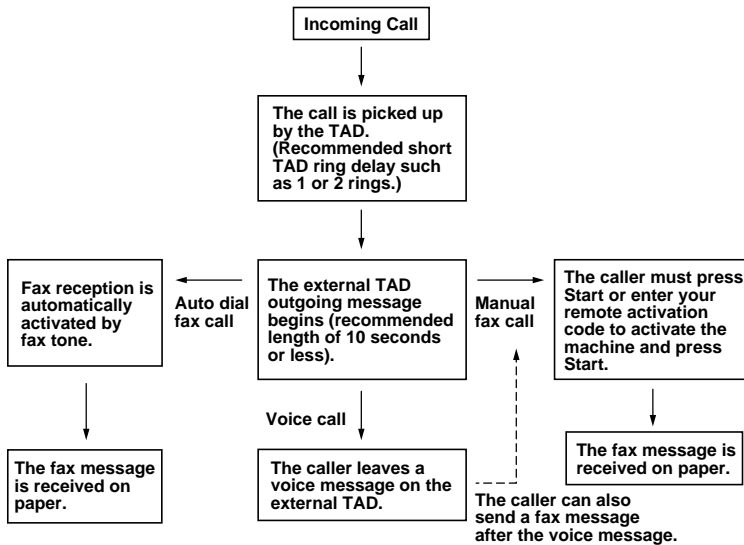 Incoming Call
The call is picked up
by the TAD.
(Recommended short
TAD ring delay such
as 1 or 2 rings.)
Fax reception is
automatically
activated by
fax tone.
Auto dial
fax call
The external TAD
outgoing message
begins (recommended
length of 10 seconds
or less).
Manual
fax call
The caller must press
Start or enter your
remote activation
code to activate the
machine and press
Start.
Voice call
The fax message
is received on
paper.
The caller leaves a
voice message on the
external TAD.
The fax message is
received on paper.
The caller can also
send a fax message
after the voice message.